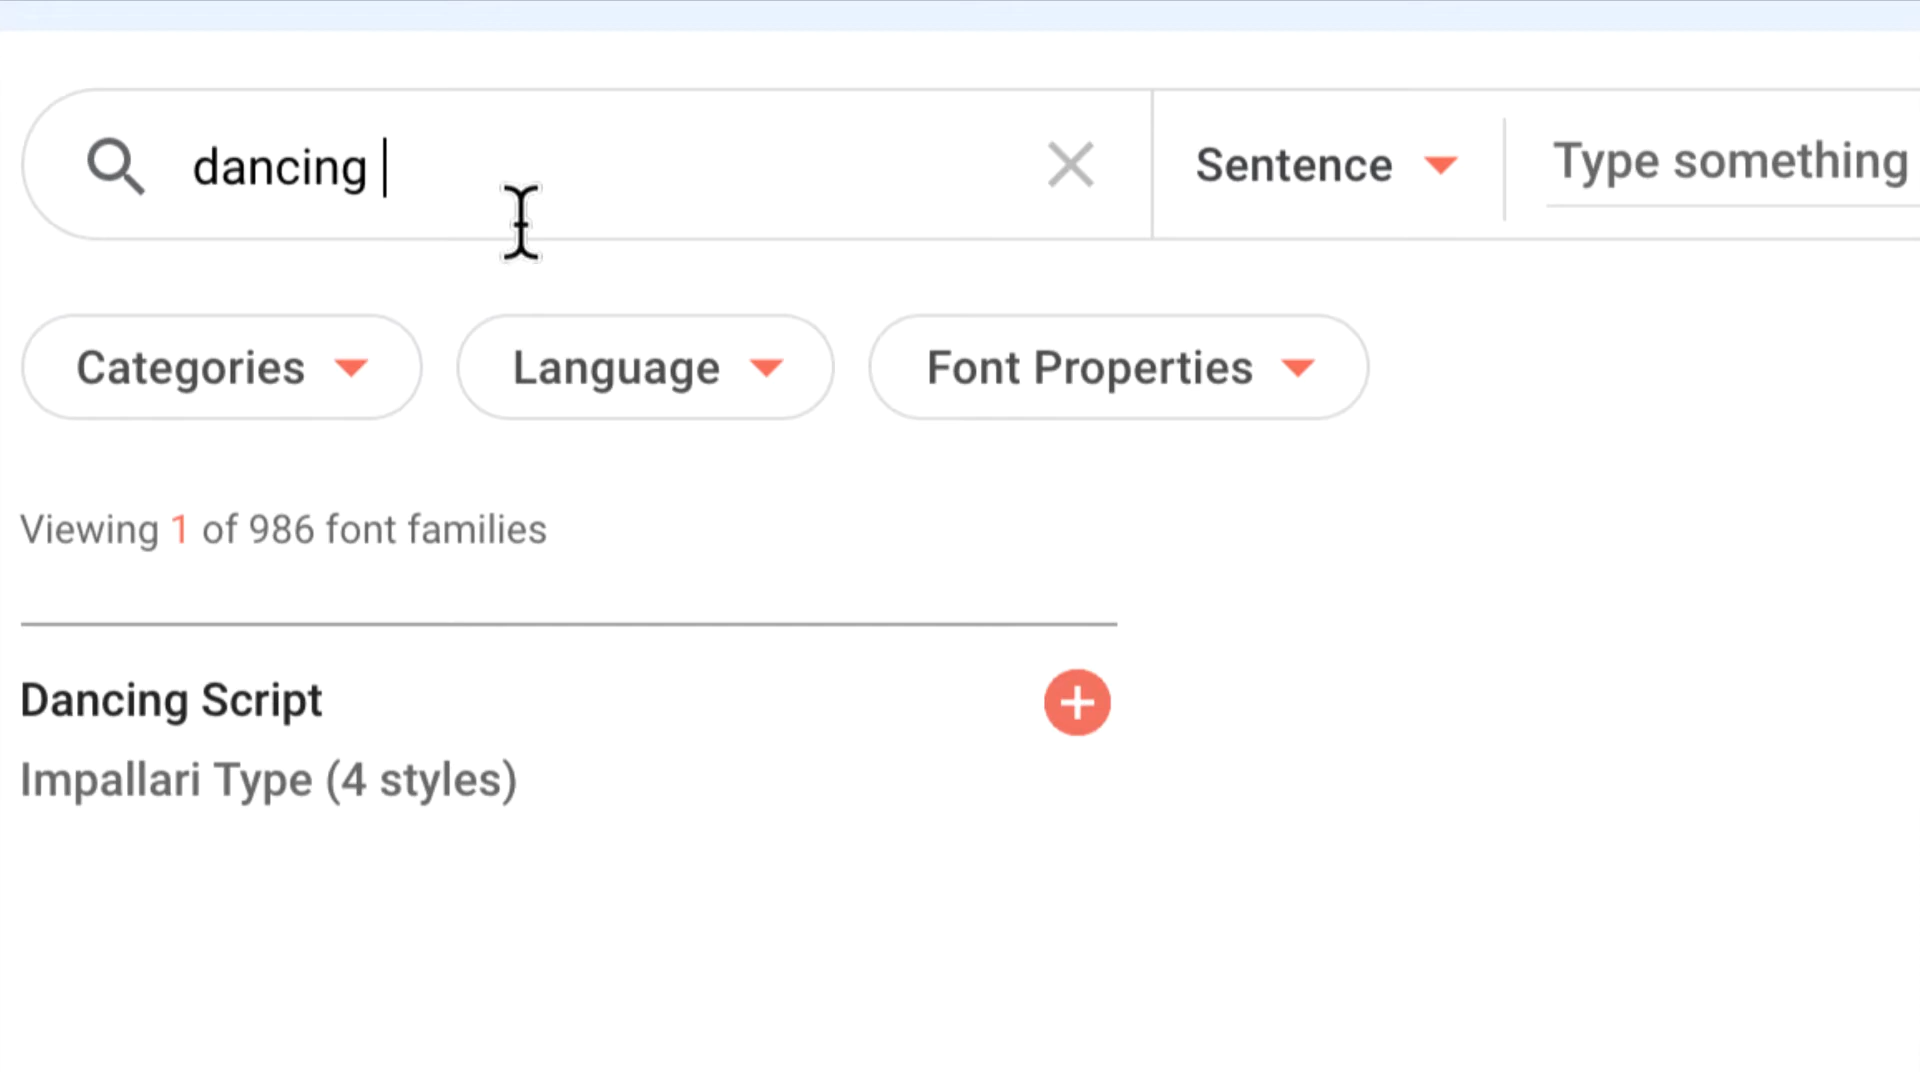 dancing
Sentence
Type something
Categories
Language
Font Properties
Viewing 1 of 986 font families
Dancing Script
Impallari Type (4 styles)